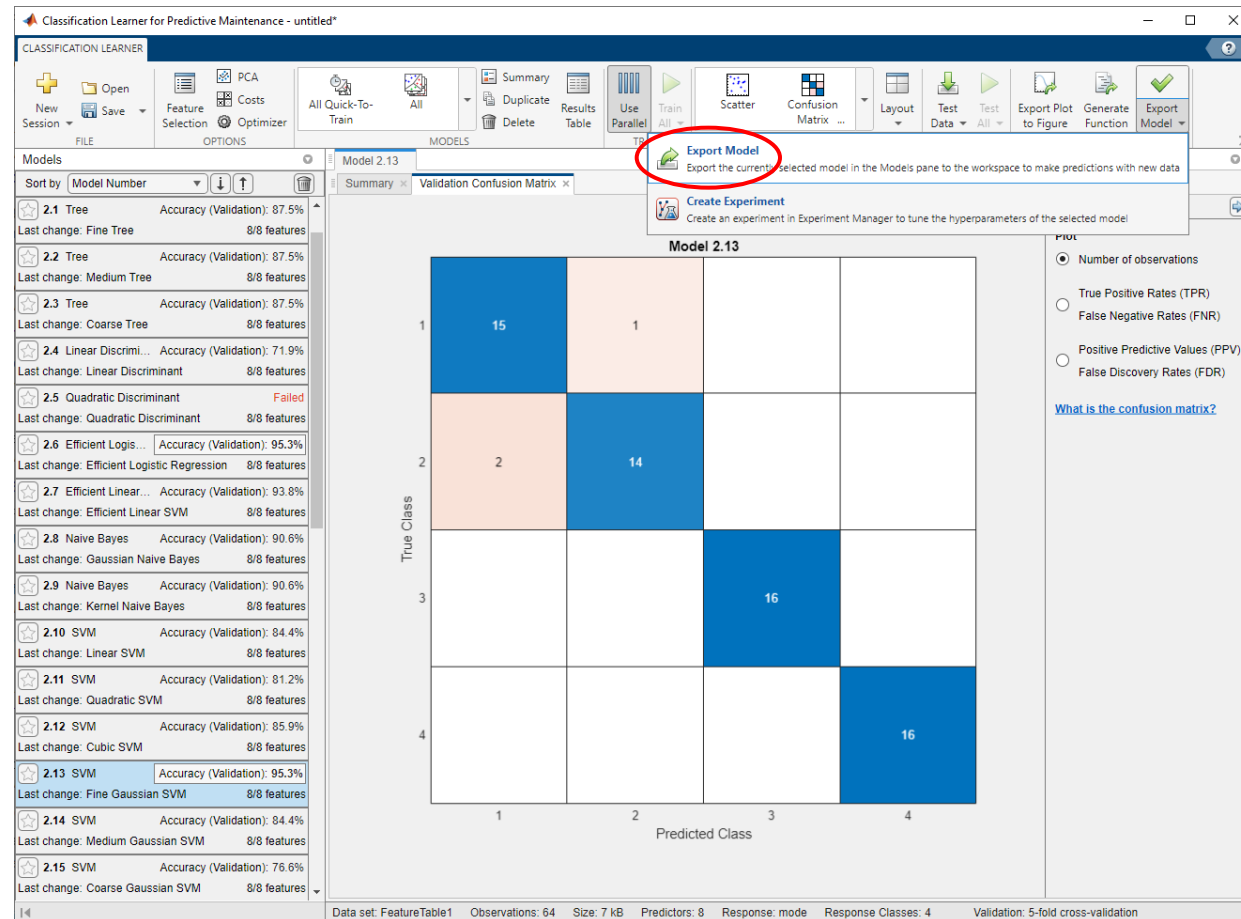 Classification Learner for Predictive Maintenance - untitled*
CLASSIFICATION LEARNER
New Session
Open
Save
FILE
Feature Selection
PCA
Costs
Optimizer
OPTIONS
All Quick-To-Train
All
Summary
Duplicate
Delete
MODELS
Results Table
Use Parallel
Train All
TR
Scatter
Confusion Matrix ...
Layout
Test Data
Test All
Export Plot to Figure
Generate Function
Export Model
Export Model
Export the currently selected model in the Models pane to the workspace to make predictions with new data
Create Experiment
Create an experiment in Experiment Manager to tune the hyperparameters of the selected model
Models
Sort by Model Number
2.1 Tree Accuracy (Validation): 87.5%
Last change: Fine Tree 8/8 features
2.2 Tree Accuracy (Validation): 87.5%
Last change: Medium Tree 8/8 features
2.3 Tree Accuracy (Validation): 87.5%
Last change: Coarse Tree 8/8 features
2.4 Linear Discrimi... Accuracy (Validation): 71.9%
Last change: Linear Discriminant 8/8 features
2.5 Quadratic Discriminant Failed
Last change: Quadratic Discriminant 8/8 features
2.6 Efficient Logis... Accuracy (Validation): 95.3%
Last change: Efficient Logistic Regression 8/8 features
2.7 Efficient Linear... Accuracy (Validation): 93.8%
Last change: Efficient Linear SVM 8/8 features
2.8 Naive Bayes Accuracy (Validation): 90.6%
Last change: Gaussian Naive Bayes 8/8 features
2.9 Naive Bayes Accuracy (Validation): 90.6%
Last change: Kernel Naive Bayes 8/8 features
2.10 SVM Accuracy (Validation): 84.4%
Last change: Linear SVM 8/8 features
2.11 SVM Accuracy (Validation): 81.2%
Last change: Quadratic SVM 8/8 features
2.12 SVM Accuracy (Validation): 85.9%
Last change: Cubic SVM 8/8 features
2.13 SVM Accuracy (Validation): 95.3%
Last change: Fine Gaussian SVM 8/8 features
2.14 SVM Accuracy (Validation): 84.4%
Last change: Medium Gaussian SVM 8/8 features
2.15 SVM Accuracy (Validation): 76.6%
Last change: Coarse Gaussian SVM 8/8 features
Model 2.13
Summary
Validation Confusion Matrix
Model 2.13
1 15 1
2 2 14
3 16
4 16
True Class
1 2 3 4
Predicted Class
Plot
Number of observations
True Positive Rates (TPR)
False Negative Rates (FNR)
Positive Predictive Values (PPV)
False Discovery Rates (FDR)
What is the confusion matrix?
Data set: FeatureTable1 Observations: 64 Size: 7 kB Predictors: 8 Response: mode Response Classes: 4 Validation: 5-fold cross-validation